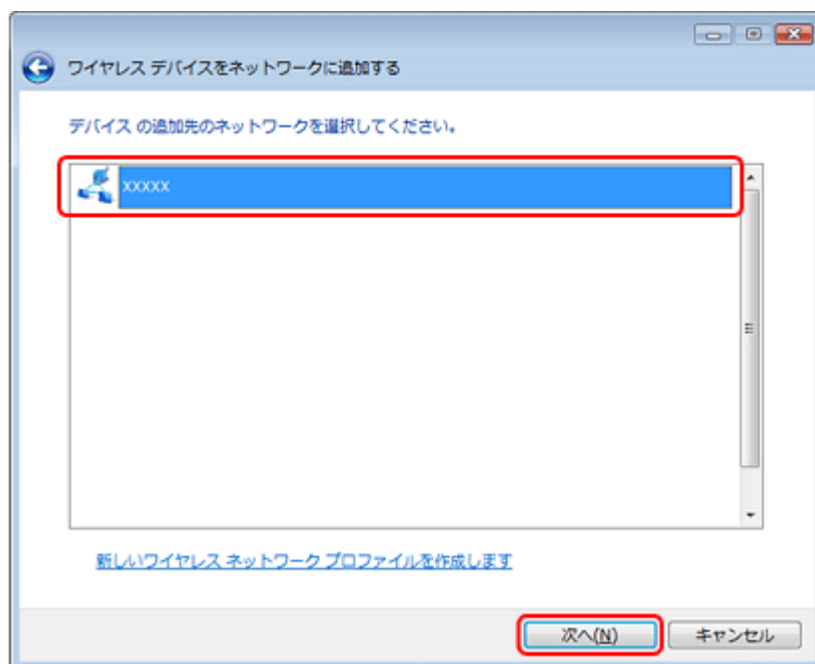 ワイヤレス デバイスをネットワークに追加する
デバイス の追加先のネットワークを選択してください。
xxxxx
新しいワイヤレス ネットワーク プロファイルを作成します
次へ(N)
キャンセル